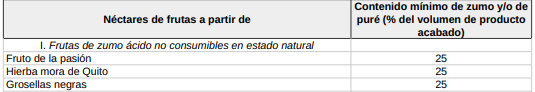 Néctares de frutas a partir de
Contenido mínimo de zumo y/o de
puré (% del volumen de producto
acabado)
I. Frutas de zumo ácido no consumibles en estado natural
Fruto de la pasión 25
Hierba mora de Quito 25
Grosellas negras 25